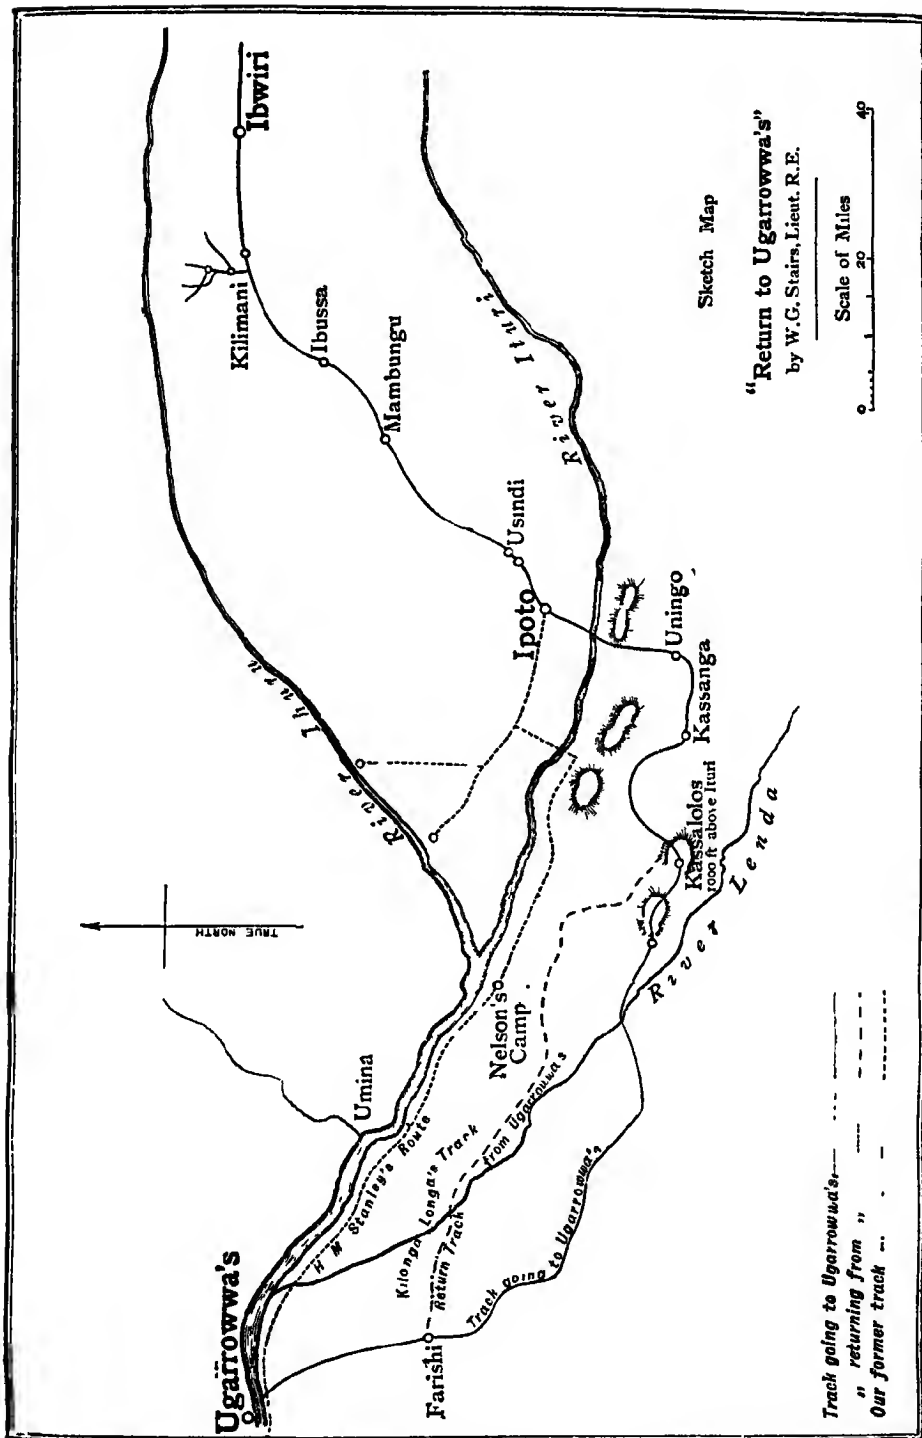 Ibwiri
Kilimani
Ibussa
Mambungu
Usindi
Ipoto
River Ihuru
River Ituri
Uningo
Kassanga
Kassalolos
1000 ft above Ituri
River Lenda
TRUE NORTH
Umina
Nelson's
Camp
Ugarrowwa's
H M Stanley's Route
Kilonga Longa's Track
Return Track from Ugarrowwa's
Track going to Ugarrowwa's
Farishi
Sketch Map
"Return to Ugarrowwa's"
by W.G. Stairs, Lieut. R.E.
Scale of Miles
0 20 40
Track going to Ugarrowwa's
" returning from "
Our former track